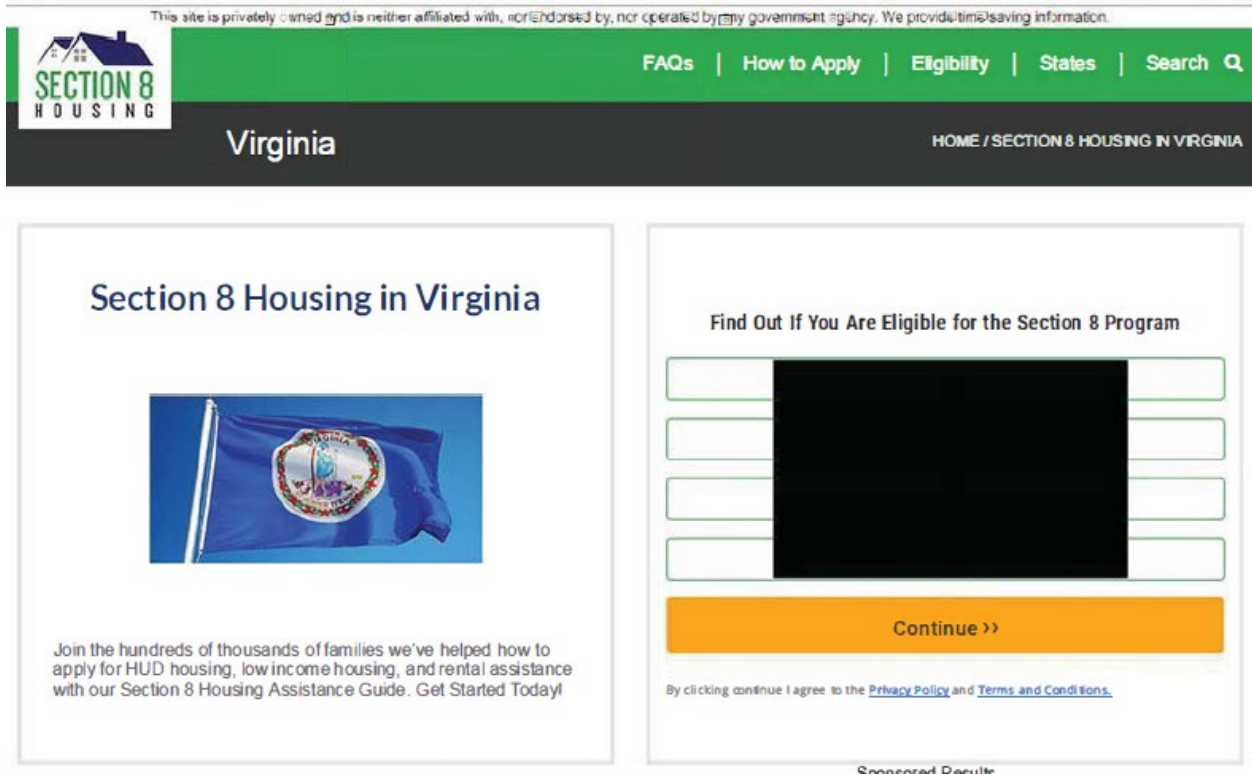 This site is privately owned and is neither affiliated with, nor endorsed by, nor operated by any government agency. We provide time saving information.
SECTION 8
HOUSING
FAQs | How to Apply | Eligibility | States | Search
Virginia
HOME / SECTION 8 HOUSING IN VIRGINIA
Section 8 Housing in Virginia
VIRGINIA
Join the hundreds of thousands of families we've helped how to
apply for HUD housing, low income housing, and rental assistance
with our Section 8 Housing Assistance Guide. Get Started Today!
Find Out If You Are Eligible for the Section 8 Program
Continue >>
By clicking continue I agree to the Privacy Policy and Terms and Conditions.
Sponsored Results